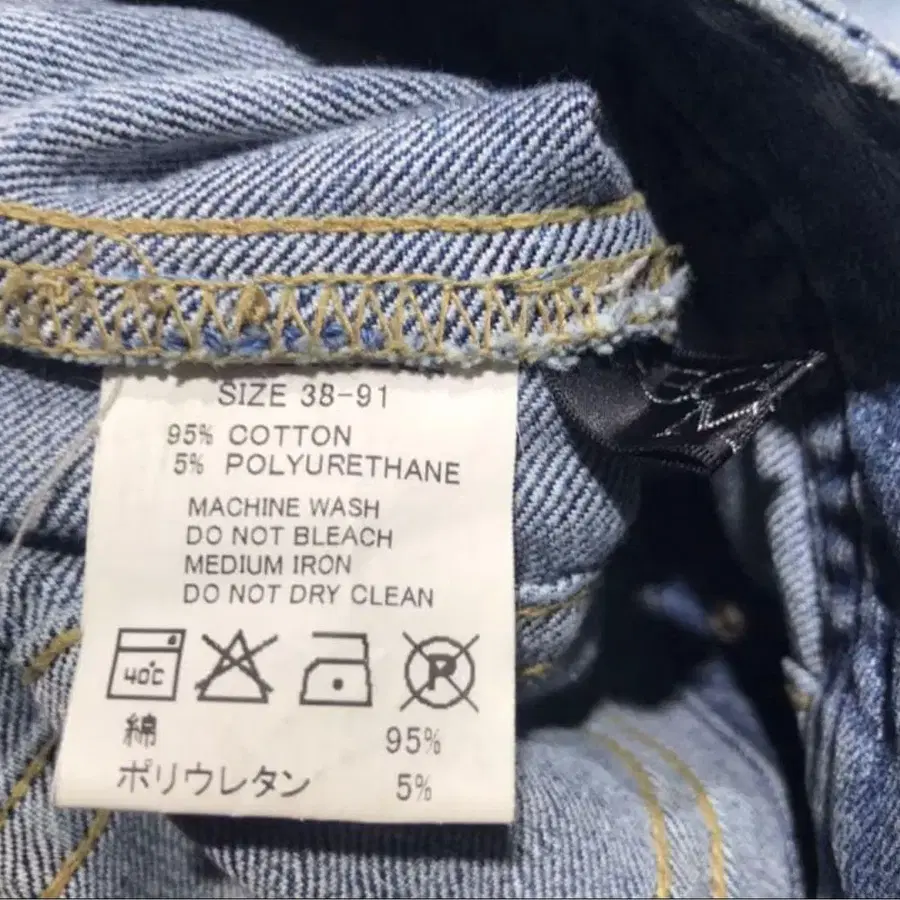 SIZE 38-91
95% COTTON
5% POLYURETHANE
MACHINE WASH
DO NOT BLEACH
MEDIUM IRON
DO NOT DRY CLEAN
40℃ P
綿 95%
ポリウレタン 5%